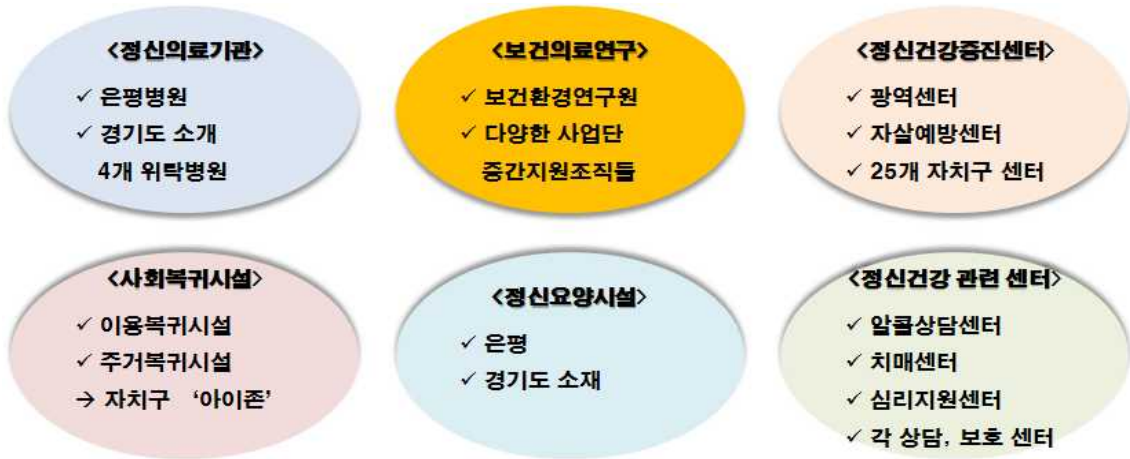 <정신의료기관>
✓ 은평병원
✓ 경기도 소개
4개 위탁병원
<보건의료연구>
✓ 보건환경연구원
✓ 다양한 사업단
중간지원조직들
<정신건강증진센터>
✓ 광역센터
✓ 자살예방센터
✓ 25개 자치구 센터
<사회복귀시설>
✓ 이용복귀시설
✓ 주거복귀시설
→ 자치구 ‘아이존’
<정신요양시설>
✓ 은평
✓ 경기도 소재
<정신건강 관련 센터>
✓ 알콜상담센터
✓ 치매센터
✓ 심리지원센터
✓ 각 상담, 보호 센터